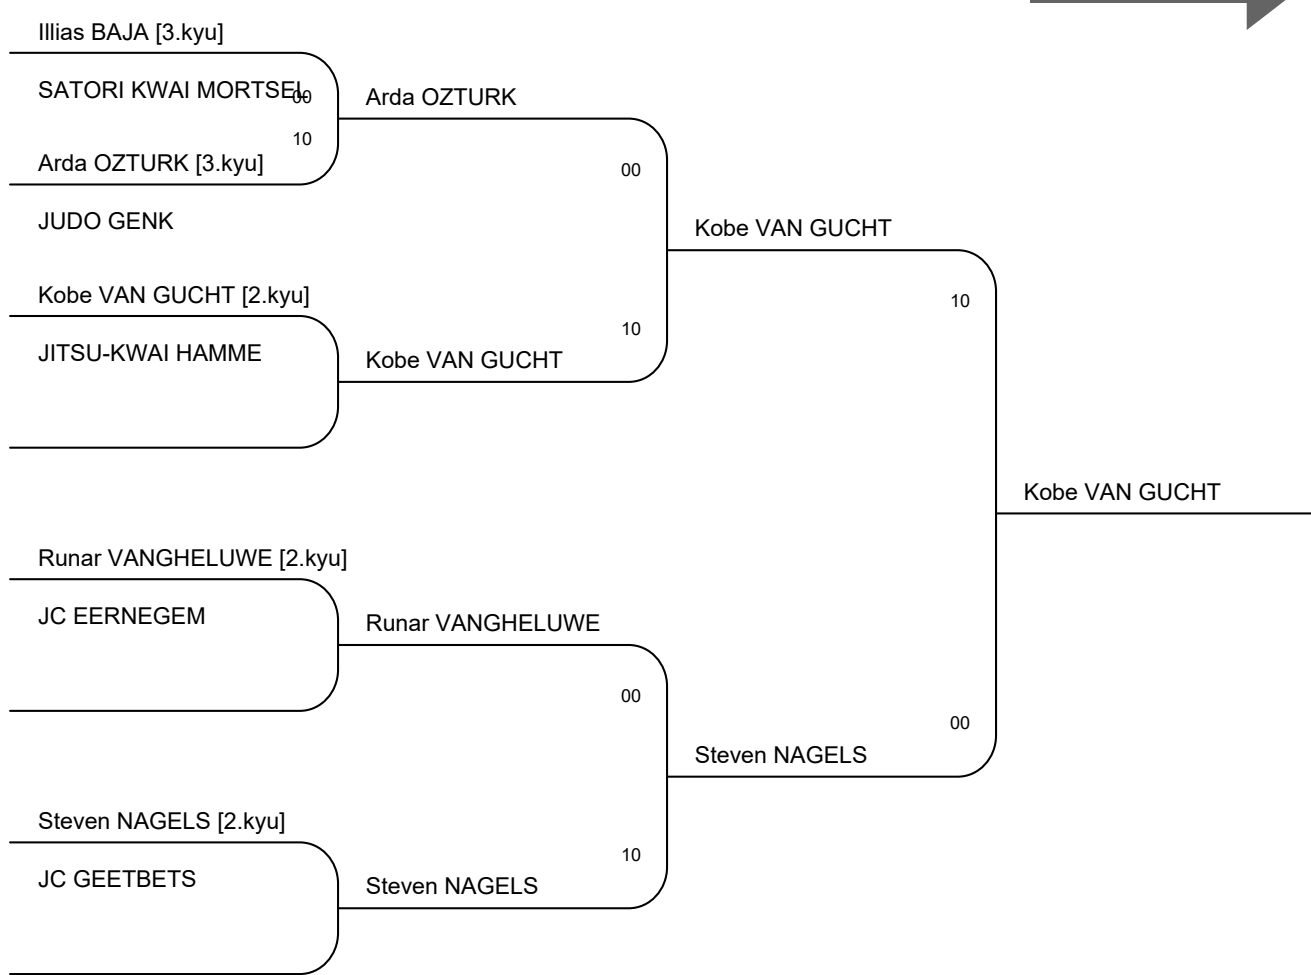 Illias BAJA [3.kyu]
SATORI KWAI MORTSEL
00
Arda OZTURK
10
Arda OZTURK [3.kyu]
00
JUDO GENK
Kobe VAN GUCHT
Kobe VAN GUCHT [2.kyu]
10
10
JITSU-KWAI HAMME
Kobe VAN GUCHT
Kobe VAN GUCHT
Runar VANGHELUWE [2.kyu]
JC EERNEGEM
Runar VANGHELUWE
00
00
Steven NAGELS
Steven NAGELS [2.kyu]
10
JC GEETBETS
Steven NAGELS